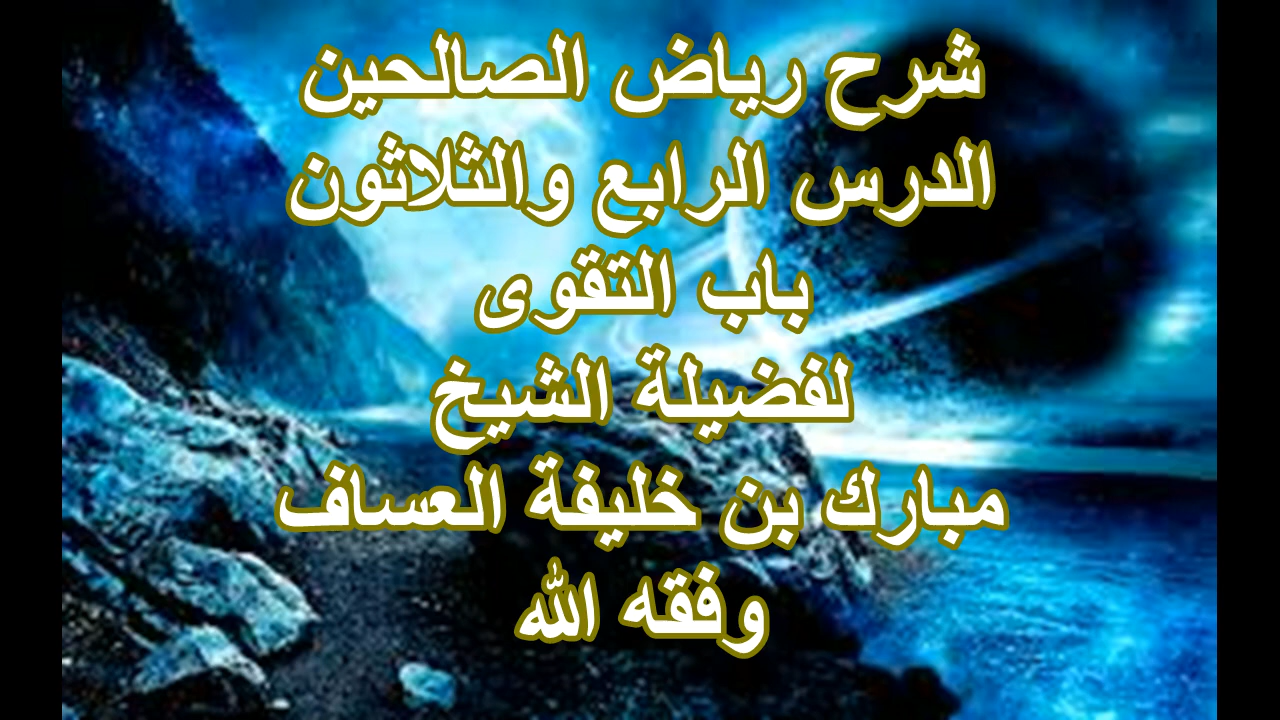 شرح رياض الصالحين
الدرس الرابع والثلاثون
باب التقوى
لفضيلة الشيخ
مبارك بن خليفة العساف
وفقه الله